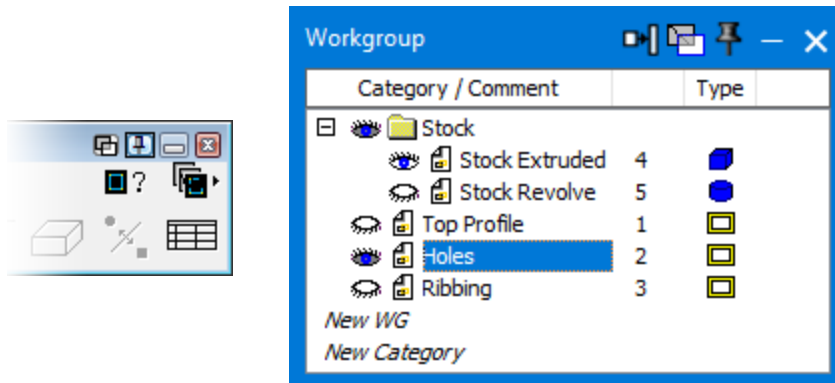 Workgroup
Category / Comment Type
?
Stock
Stock Extruded 4
Stock Revolve 5
Top Profile 1
Holes 2
Ribbing 3
New WG
New Category